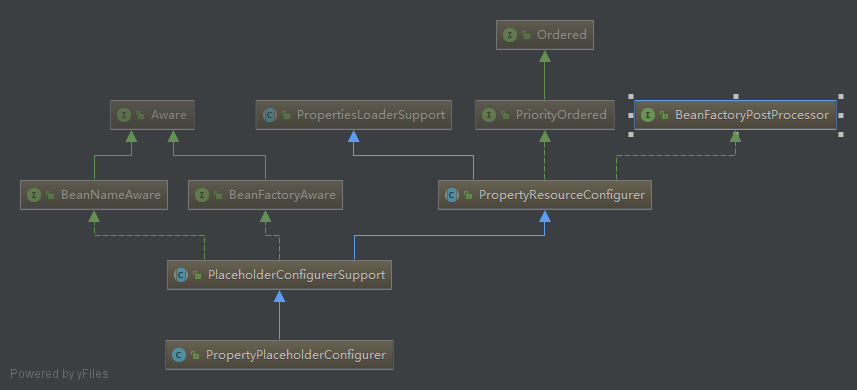 Ordered
Aware
PropertiesLoaderSupport
PriorityOrdered
BeanFactoryPostProcessor
BeanNameAware
BeanFactoryAware
PropertyResourceConfigurer
PlaceholderConfigurerSupport
PropertyPlaceholderConfigurer
Powered by yFiles